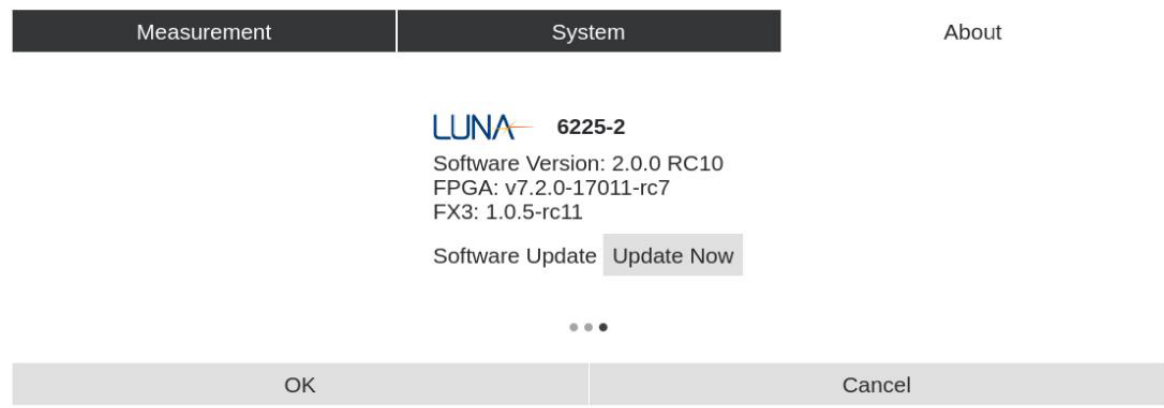 Measurement System About
LUNA 6225-2
Software Version: 2.0.0 RC10
FPGA: v7.2.0-17011-rc7
FX3: 1.0.5-rc11
Software Update Update Now
OK Cancel